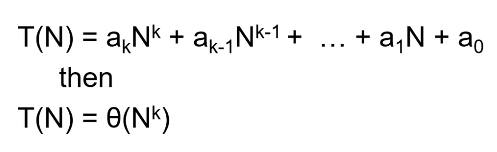 T(N) = aₖNᵏ + aₖ₋₁Nᵏ⁻¹ + ... + a₁N + a₀
then
T(N) = θ(Nᵏ)